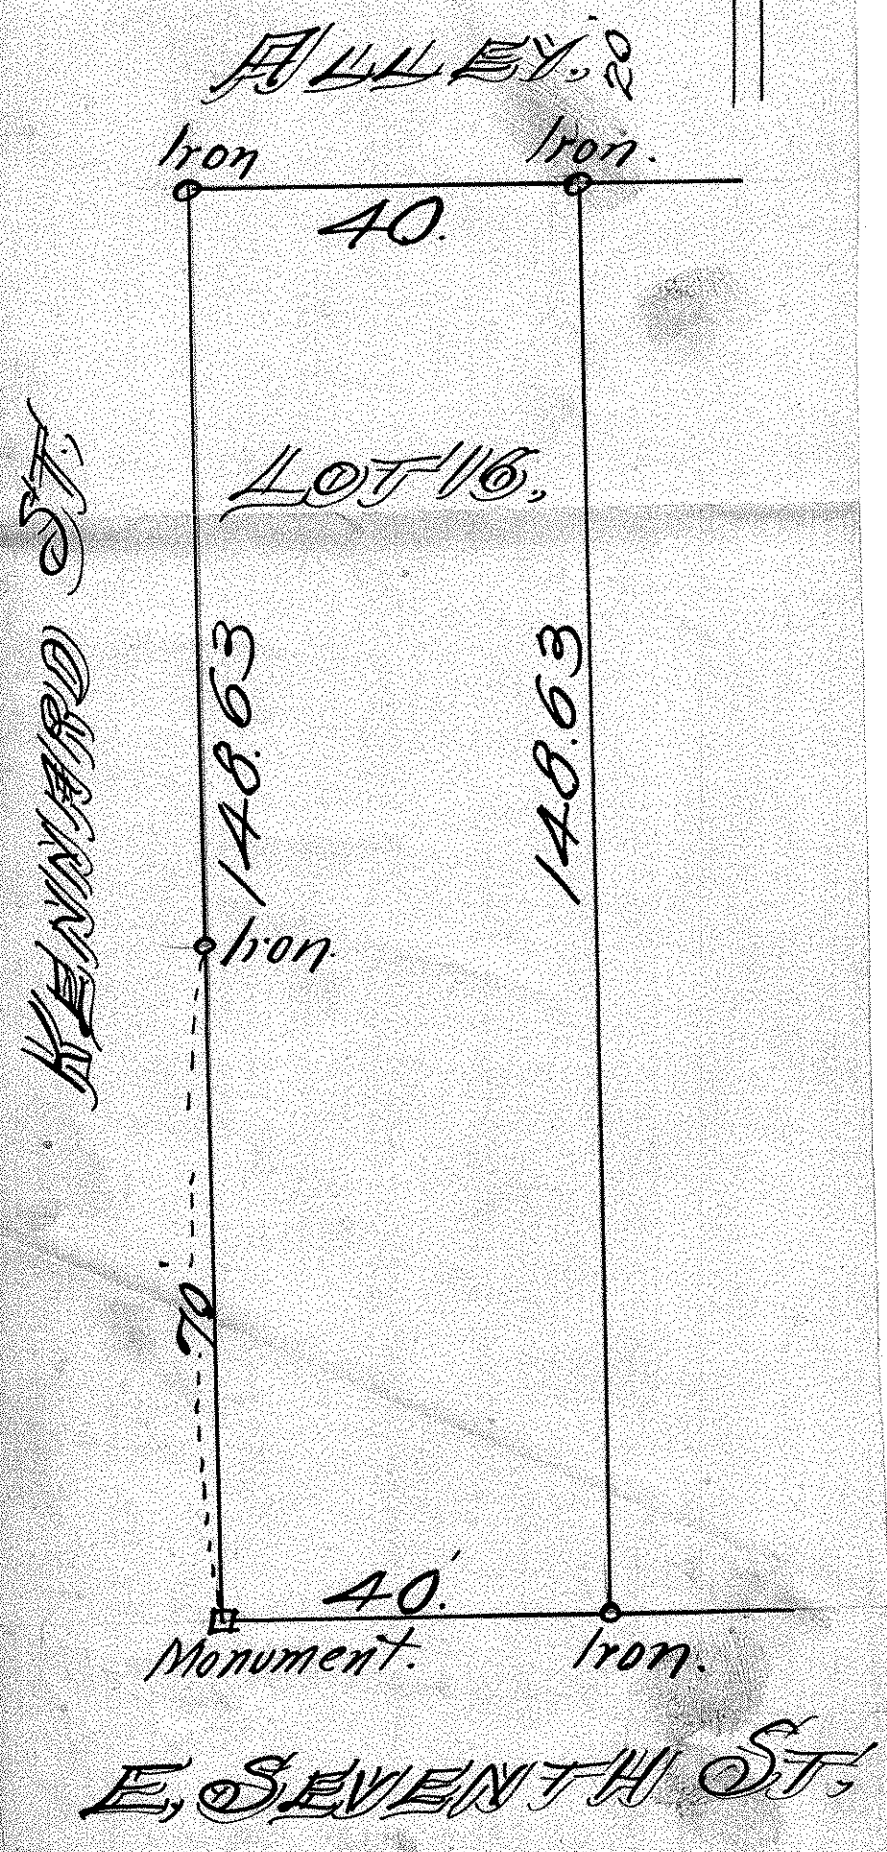 ALLEY. 20
Iron
Iron.
40.
LOT 16.
KENNARD ST.
148.63
148.63
Iron.
70'
40.'
Monument.
Iron.
E. SEVENTH ST.